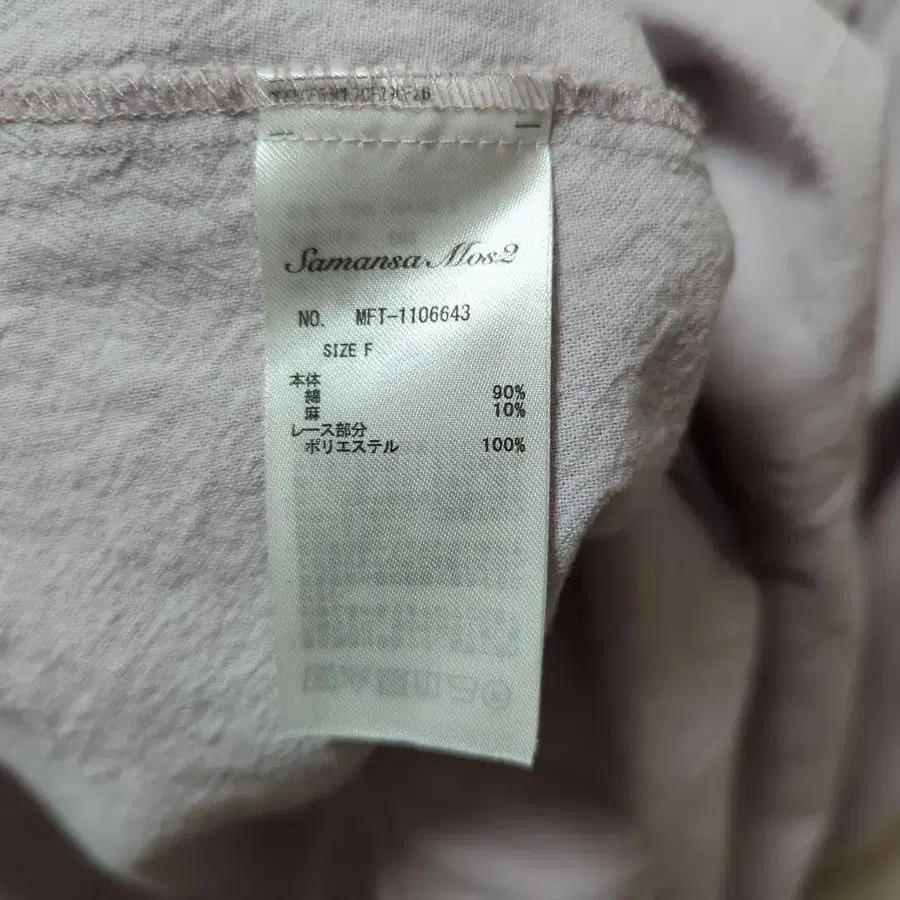 Samansa Mos2
NO. MFT-1106643
SIZE F
本体
綿 90%
麻 10%
レース部分
ポリエステル 100%